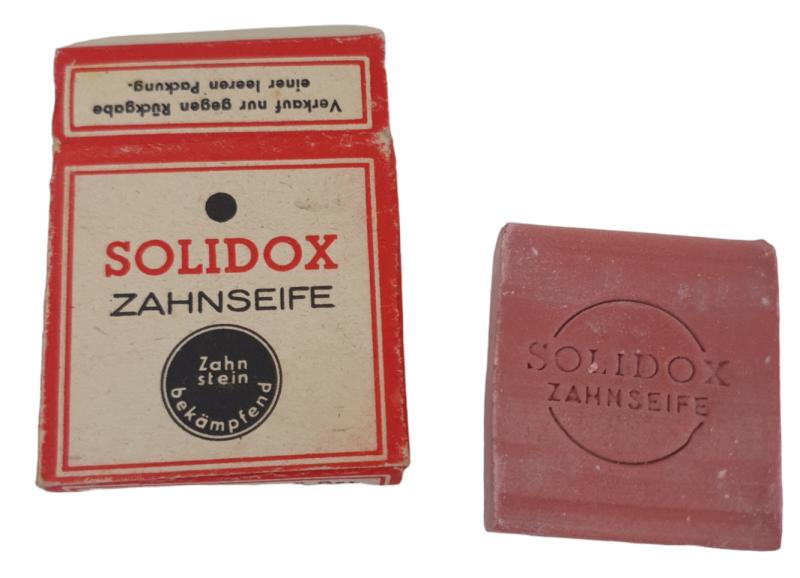 Verkauf nur gegen Rückgabe
einer leeren Packung.
SOLIDOX
ZAHNSEIFE
Zahn
stein
bekämpfend
SOLIDOX
ZAHNSEIFE